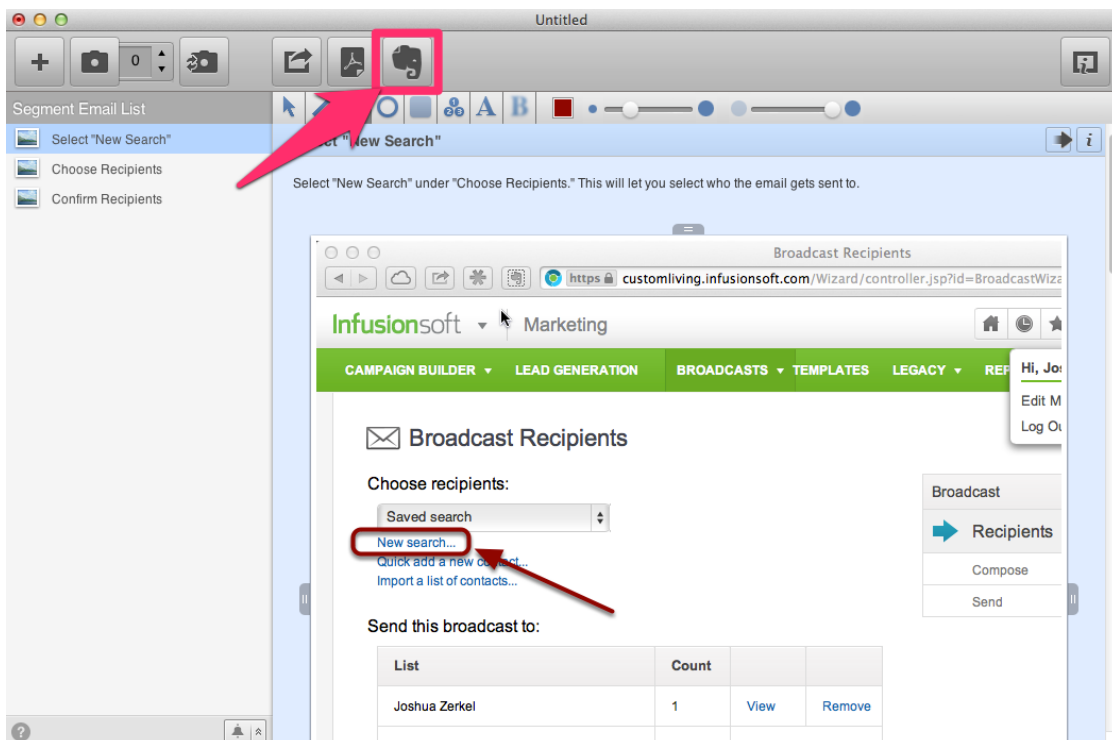 Untitled
0
Segment Email List
A B
Select "New Search"
Choose Recipients
Confirm Recipients
"New Search"
i
Select "New Search" under "Choose Recipients." This will let you select who the email gets sent to.
Broadcast Recipients
https customliving.infusionsoft.com/Wizard/controller.jsp?id=BroadcastWiza
Infusionsoft Marketing
CAMPAIGN BUILDER LEAD GENERATION BROADCASTS TEMPLATES LEGACY REP
Hi, Jos
Edit M
Log Ou
Broadcast Recipients
Choose recipients:
Saved search
New search...
Quick add a new contact...
Import a list of contacts...
Broadcast
Recipients
Compose
Send
Send this broadcast to:
List Count
Joshua Zerkel 1 View Remove
?